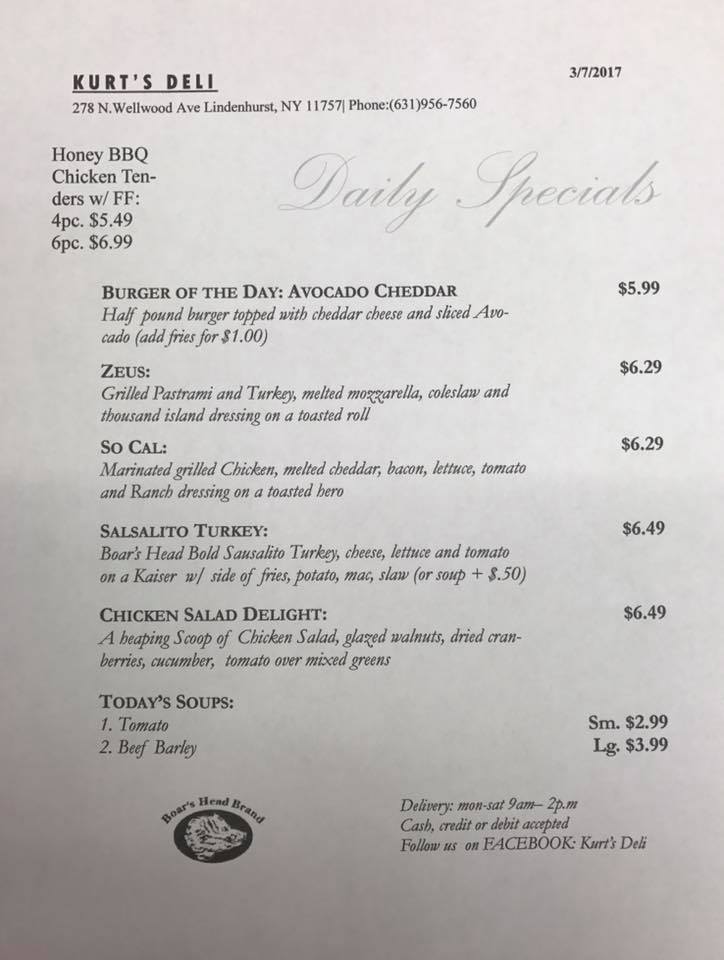 KURT'S DELI
3/7/2017
278 N.Wellwood Ave Lindenhurst, NY 11757| Phone:(631)956-7560
Honey BBQ
Chicken Ten-
ders w/ FF:
4pc. $5.49
6pc. $6.99
Daily Specials
BURGER OF THE DAY: AVOCADO CHEDDAR $5.99
Half pound burger topped with cheddar cheese and sliced Avo-
cado (add fries for $1.00)
ZEUS: $6.29
Grilled Pastrami and Turkey, melted mozzarella, coleslaw and
thousand island dressing on a toasted roll
SO CAL: $6.29
Marinated grilled Chicken, melted cheddar, bacon, lettuce, tomato
and Ranch dressing on a toasted hero
SALSALITO TURKEY: $6.49
Boar's Head Bold Sausalito Turkey, cheese, lettuce and tomato
on a Kaiser w/ side of fries, potato, mac, slaw (or soup + $.50)
CHICKEN SALAD DELIGHT: $6.49
A heaping Scoop of Chicken Salad, glazed walnuts, dried cran-
berries, cucumber, tomato over mixed greens
TODAY'S SOUPS:
1. Tomato Sm. $2.99
2. Beef Barley Lg. $3.99
Boar's Head Brand
Delivery: mon-sat 9am– 2p.m
Cash, credit or debit accepted
Follow us on FACEBOOK: Kurt's Deli